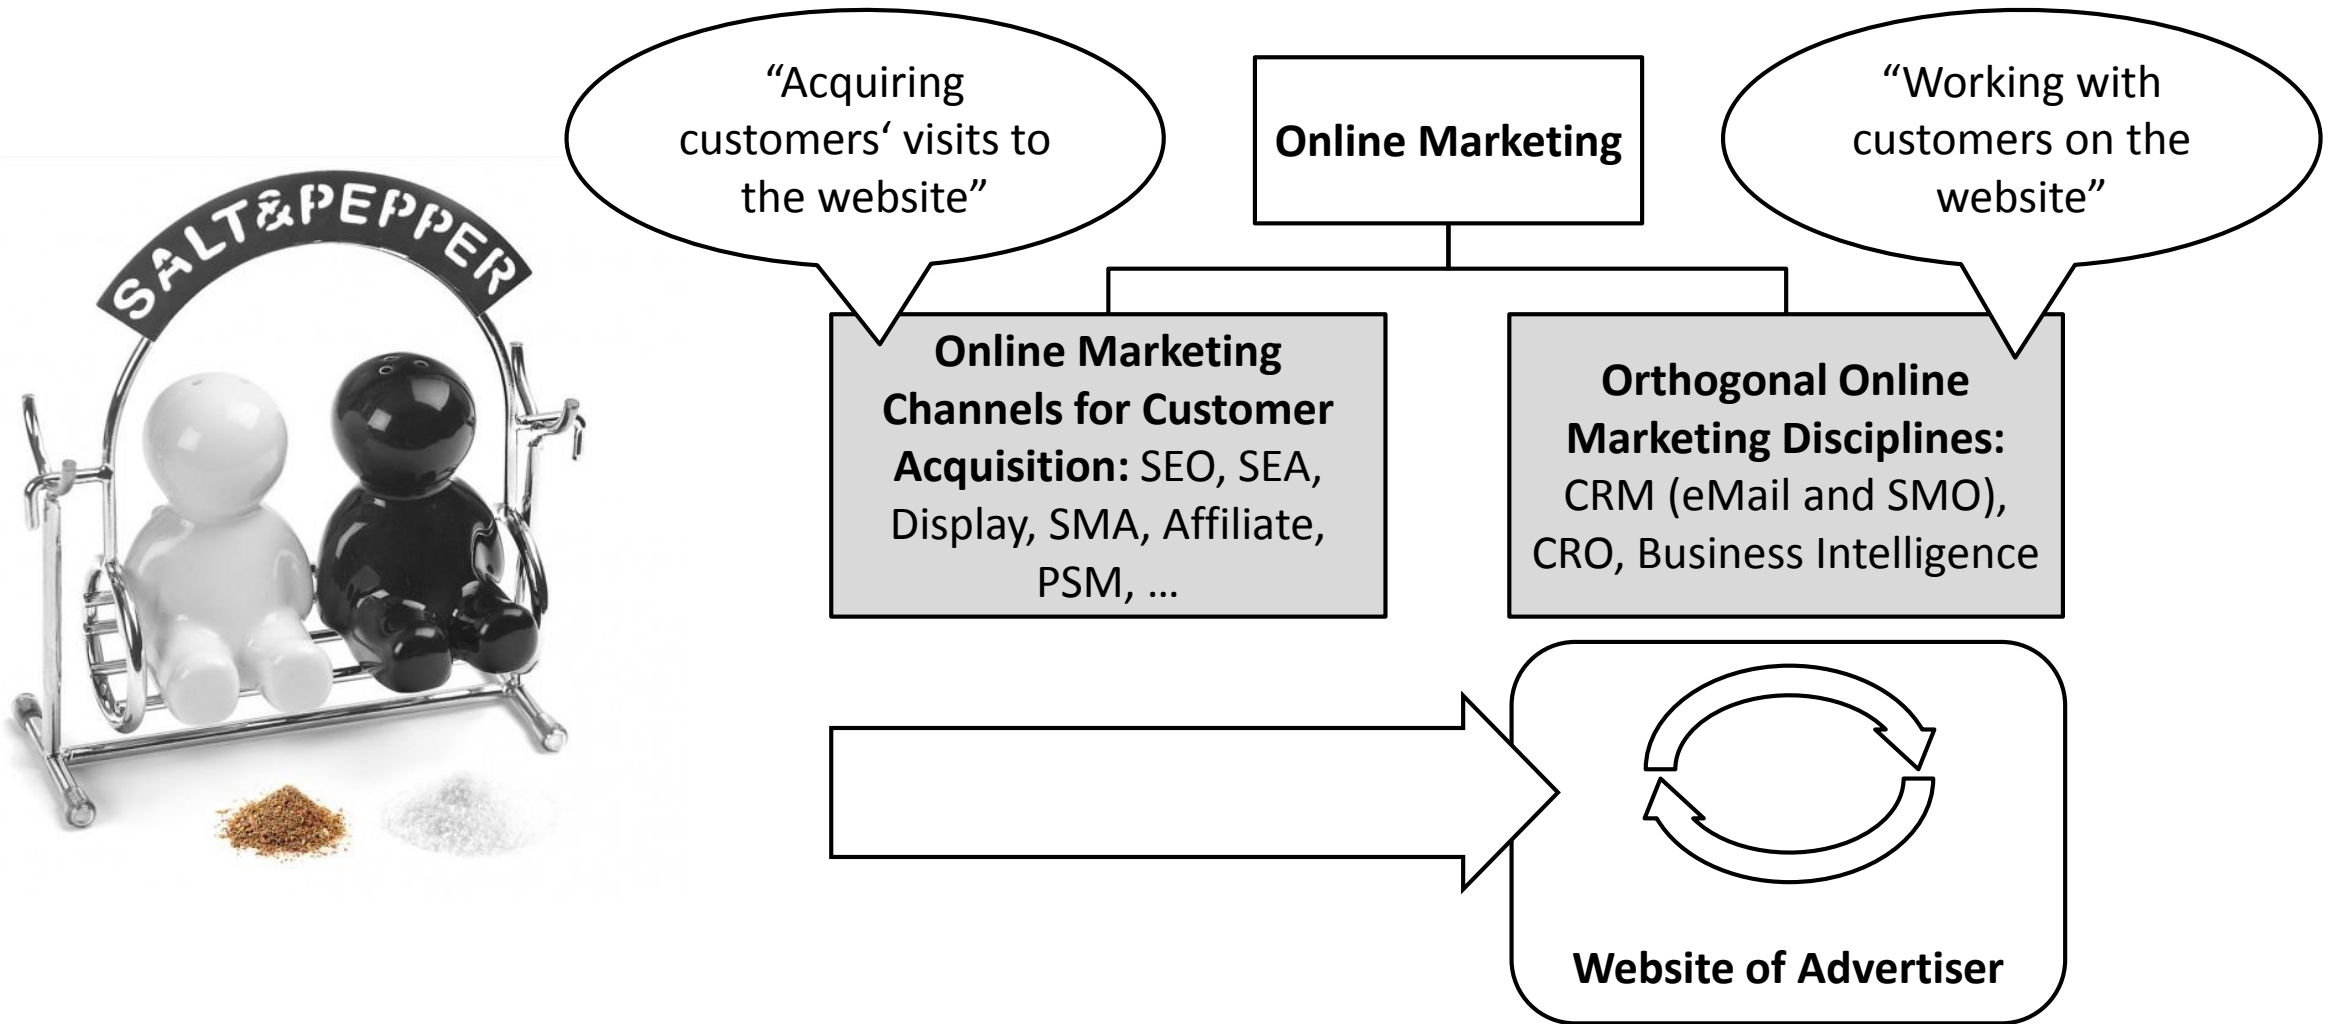 SALT&PEPPER
“Acquiring
customers‘ visits to
the website”
Online Marketing
“Working with
customers on the
website”
Online Marketing
Channels for Customer
Acquisition: SEO, SEA,
Display, SMA, Affiliate,
PSM, …
Orthogonal Online
Marketing Disciplines:
CRM (eMail and SMO),
CRO, Business Intelligence
Website of Advertiser